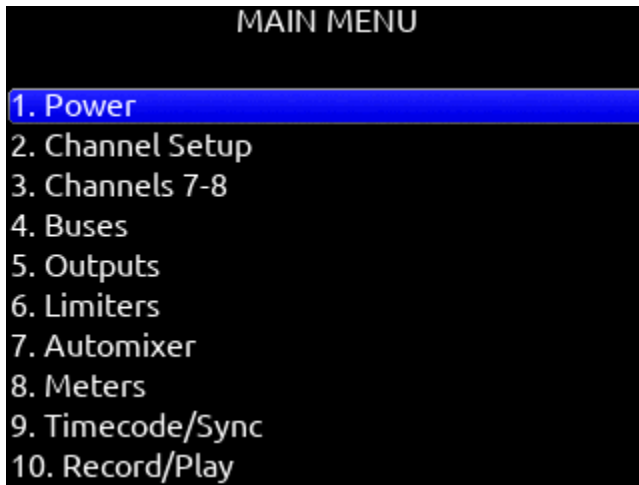 MAIN MENU
1. Power
2. Channel Setup
3. Channels 7-8
4. Buses
5. Outputs
6. Limiters
7. Automixer
8. Meters
9. Timecode/Sync
10. Record/Play